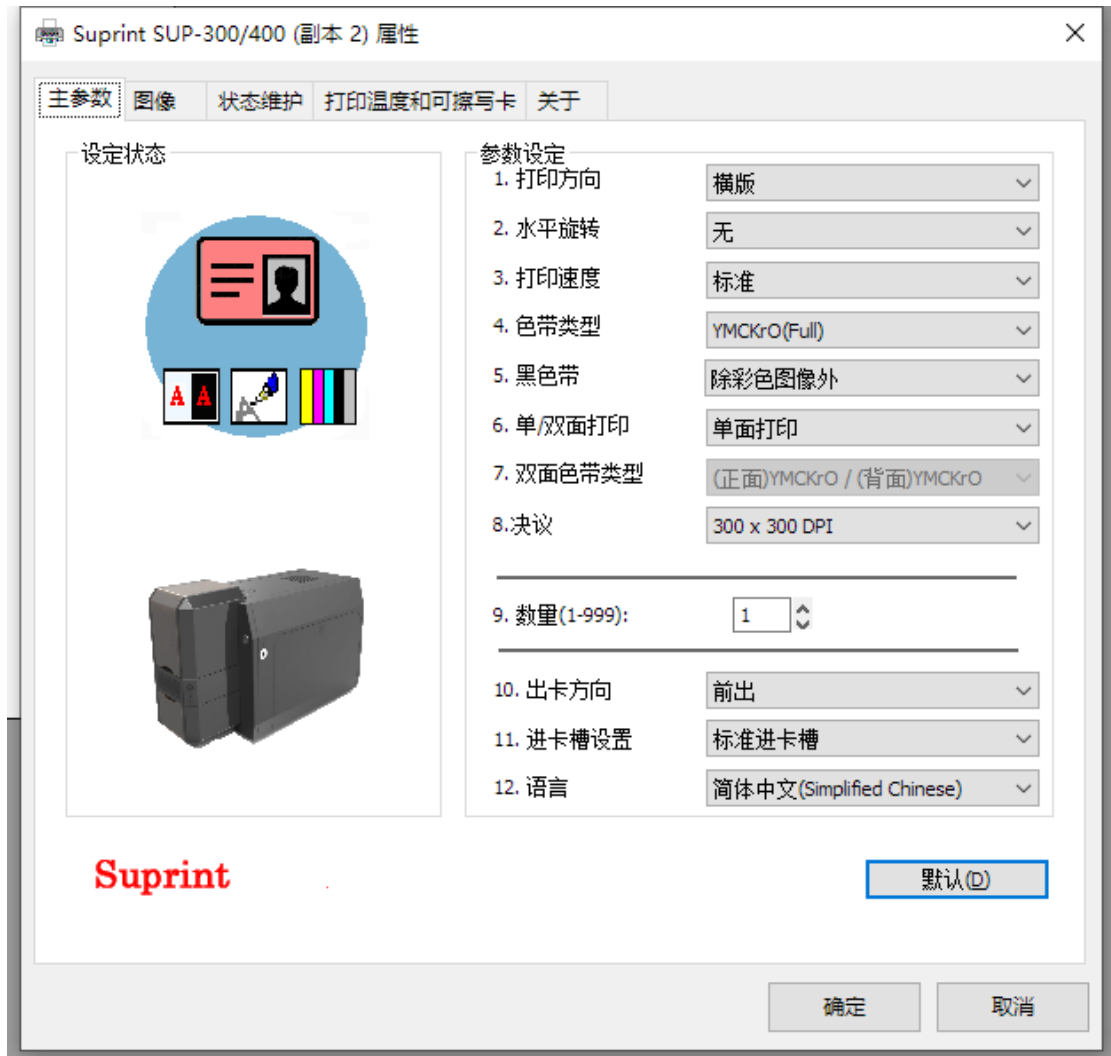 Suprint SUP-300/400 (副本 2) 属性
主参数 图像 状态维护 打印温度和可擦写卡 关于
设定状态
参数设定
1. 打印方向 横版
2. 水平旋转 无
3. 打印速度 标准
4. 色带类型 YMCKrO(Full)
5. 黑色带 除彩色图像外
6. 单/双面打印 单面打印
7. 双面色带类型 (正面)YMCKrO / (背面)YMCKrO
8.决议 300 x 300 DPI
9. 数量(1-999): 1
10. 出卡方向 前出
11. 进卡槽设置 标准进卡槽
12. 语言 简体中文(Simplified Chinese)
A A A
Suprint
默认(D)
确定 取消